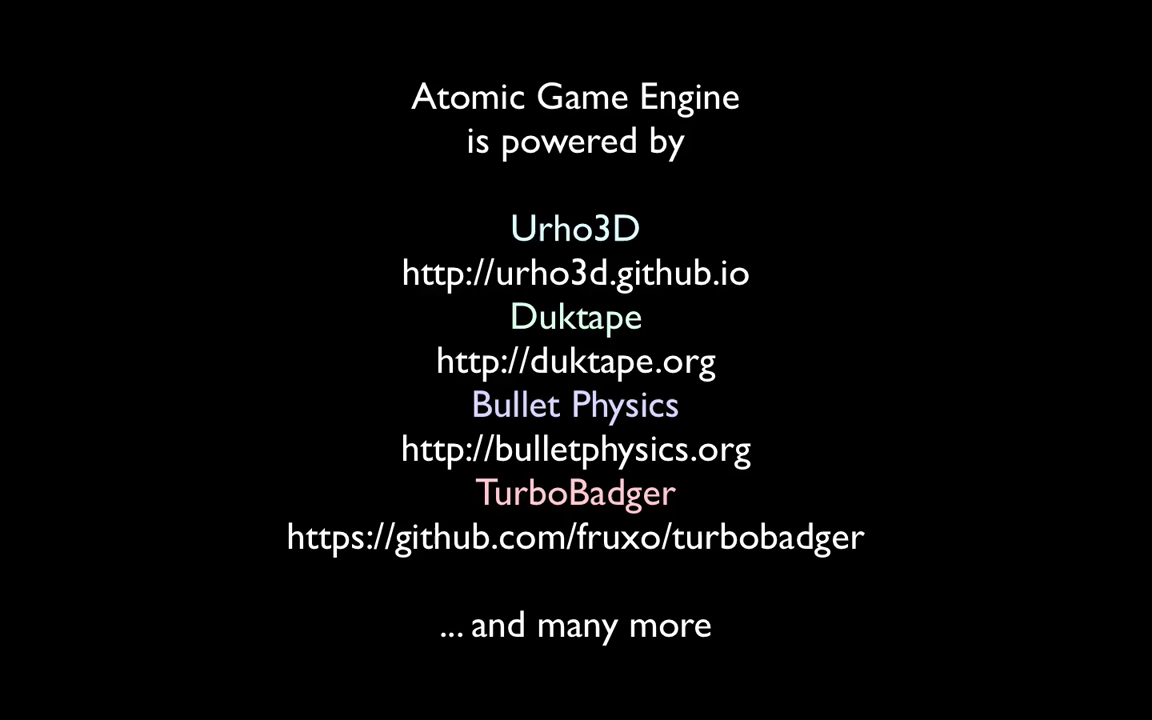 Atomic Game Engine
is powered by
Urho3D
http://urho3d.github.io
Duktape
http://duktape.org
Bullet Physics
http://bulletphysics.org
TurboBadger
https://github.com/fruxo/turbobadger
... and many more